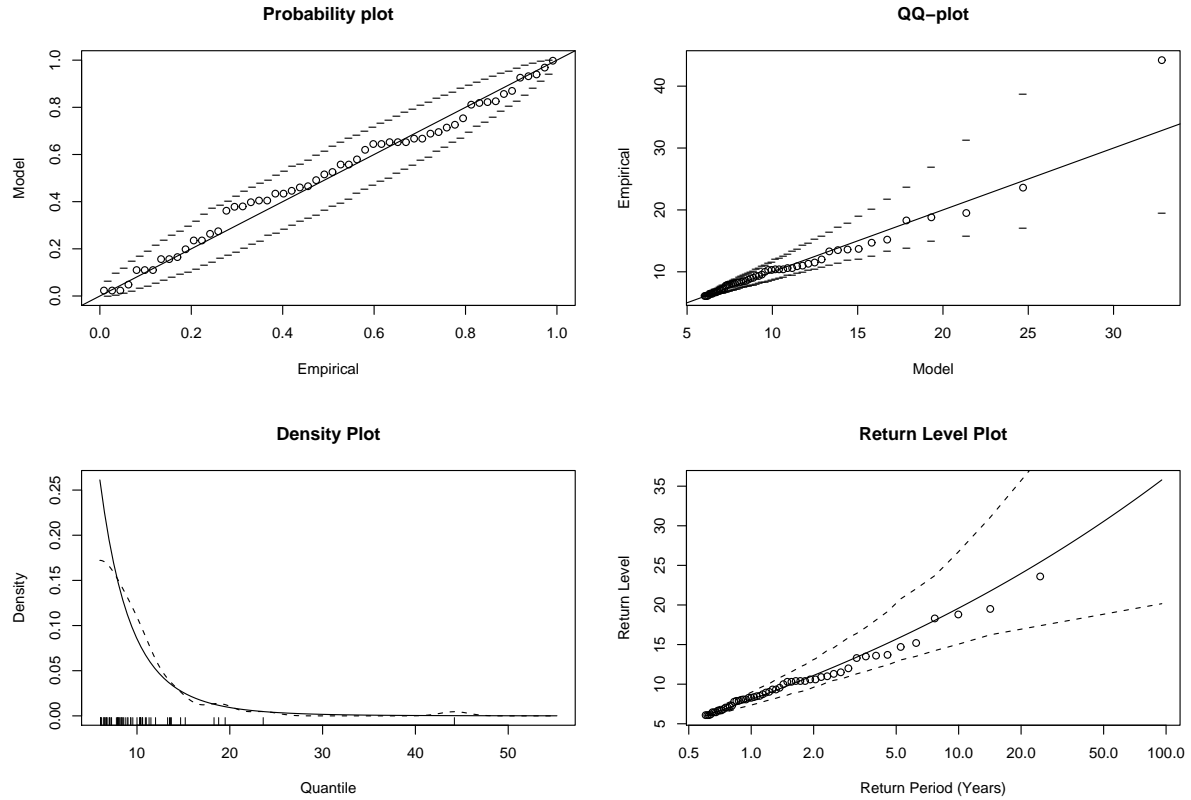 Probability plot
Model
0.0 0.2 0.4 0.6 0.8 1.0
0.0 0.2 0.4 0.6 0.8 1.0
Empirical
QQ−plot
Empirical
10 20 30 40
5 10 15 20 25 30
Model
Density Plot
Density
0.00 0.05 0.10 0.15 0.20 0.25
10 20 30 40 50
Quantile
Return Level Plot
Return Level
5 10 15 20 25 30 35
0.5 1.0 2.0 5.0 10.0 20.0 50.0 100.0
Return Period (Years)